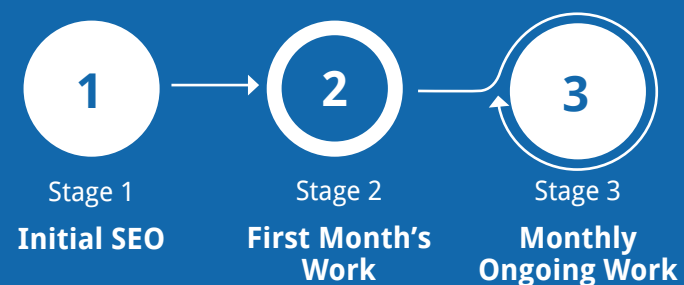 1
2
3
Stage 1
Stage 2
Stage 3
Initial SEO
First Month’s
Work
Monthly
Ongoing Work